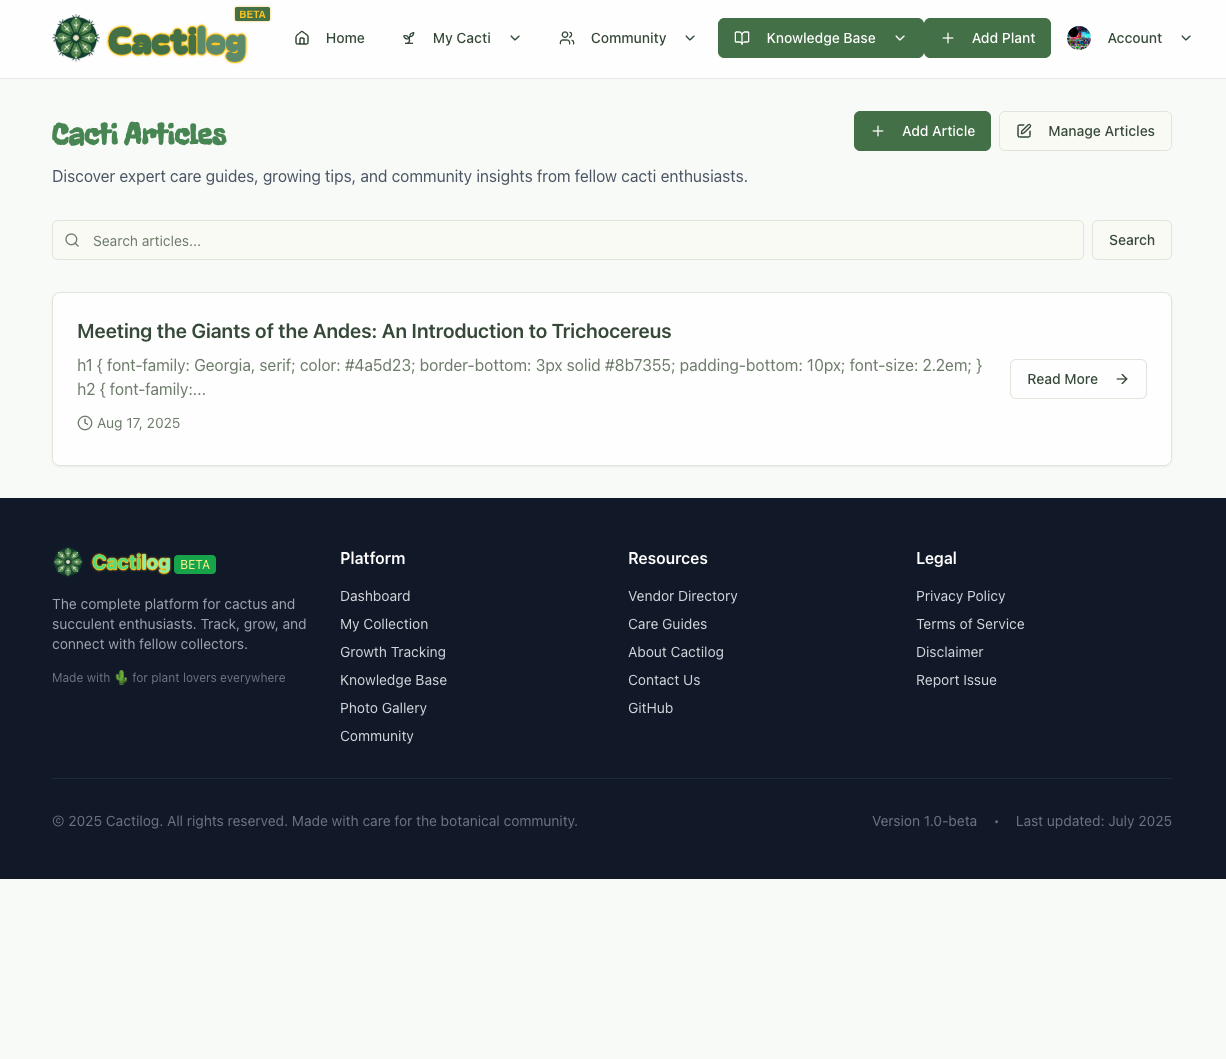 Cactilog BETA
Home My Cacti Community Knowledge Base Add Plant Account
Cacti Articles
Add Article Manage Articles
Discover expert care guides, growing tips, and community insights from fellow cacti enthusiasts.
Search articles... Search
Meeting the Giants of the Andes: An Introduction to Trichocereus
h1 { font-family: Georgia, serif; color: #4a5d23; border-bottom: 3px solid #8b7355; padding-bottom: 10px; font-size: 2.2em; }
h2 { font-family:...
Read More
Aug 17, 2025
Cactilog BETA
The complete platform for cactus and
succulent enthusiasts. Track, grow, and
connect with fellow collectors.
Made with 🌵 for plant lovers everywhere
Platform
Dashboard
My Collection
Growth Tracking
Knowledge Base
Photo Gallery
Community
Resources
Vendor Directory
Care Guides
About Cactilog
Contact Us
GitHub
Legal
Privacy Policy
Terms of Service
Disclaimer
Report Issue
© 2025 Cactilog. All rights reserved. Made with care for the botanical community.
Version 1.0-beta • Last updated: July 2025